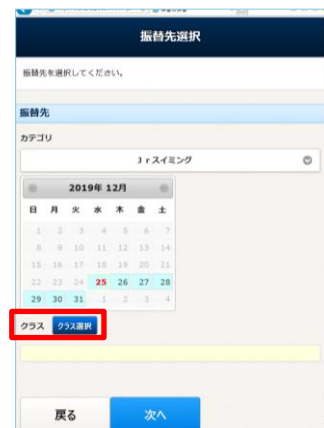 振替先選択
振替先を選択してください。
振替先
カテゴリ
Jrスイミング
2019年 12月
日 月 火 水 木 金 土
1 2 3 4 5 6 7
8 9 10 11 12 13 14
15 16 17 18 19 20 21
22 23 24 25 26 27 28
29 30 31 1 2 3 4
クラス クラス選択
戻る 次へ